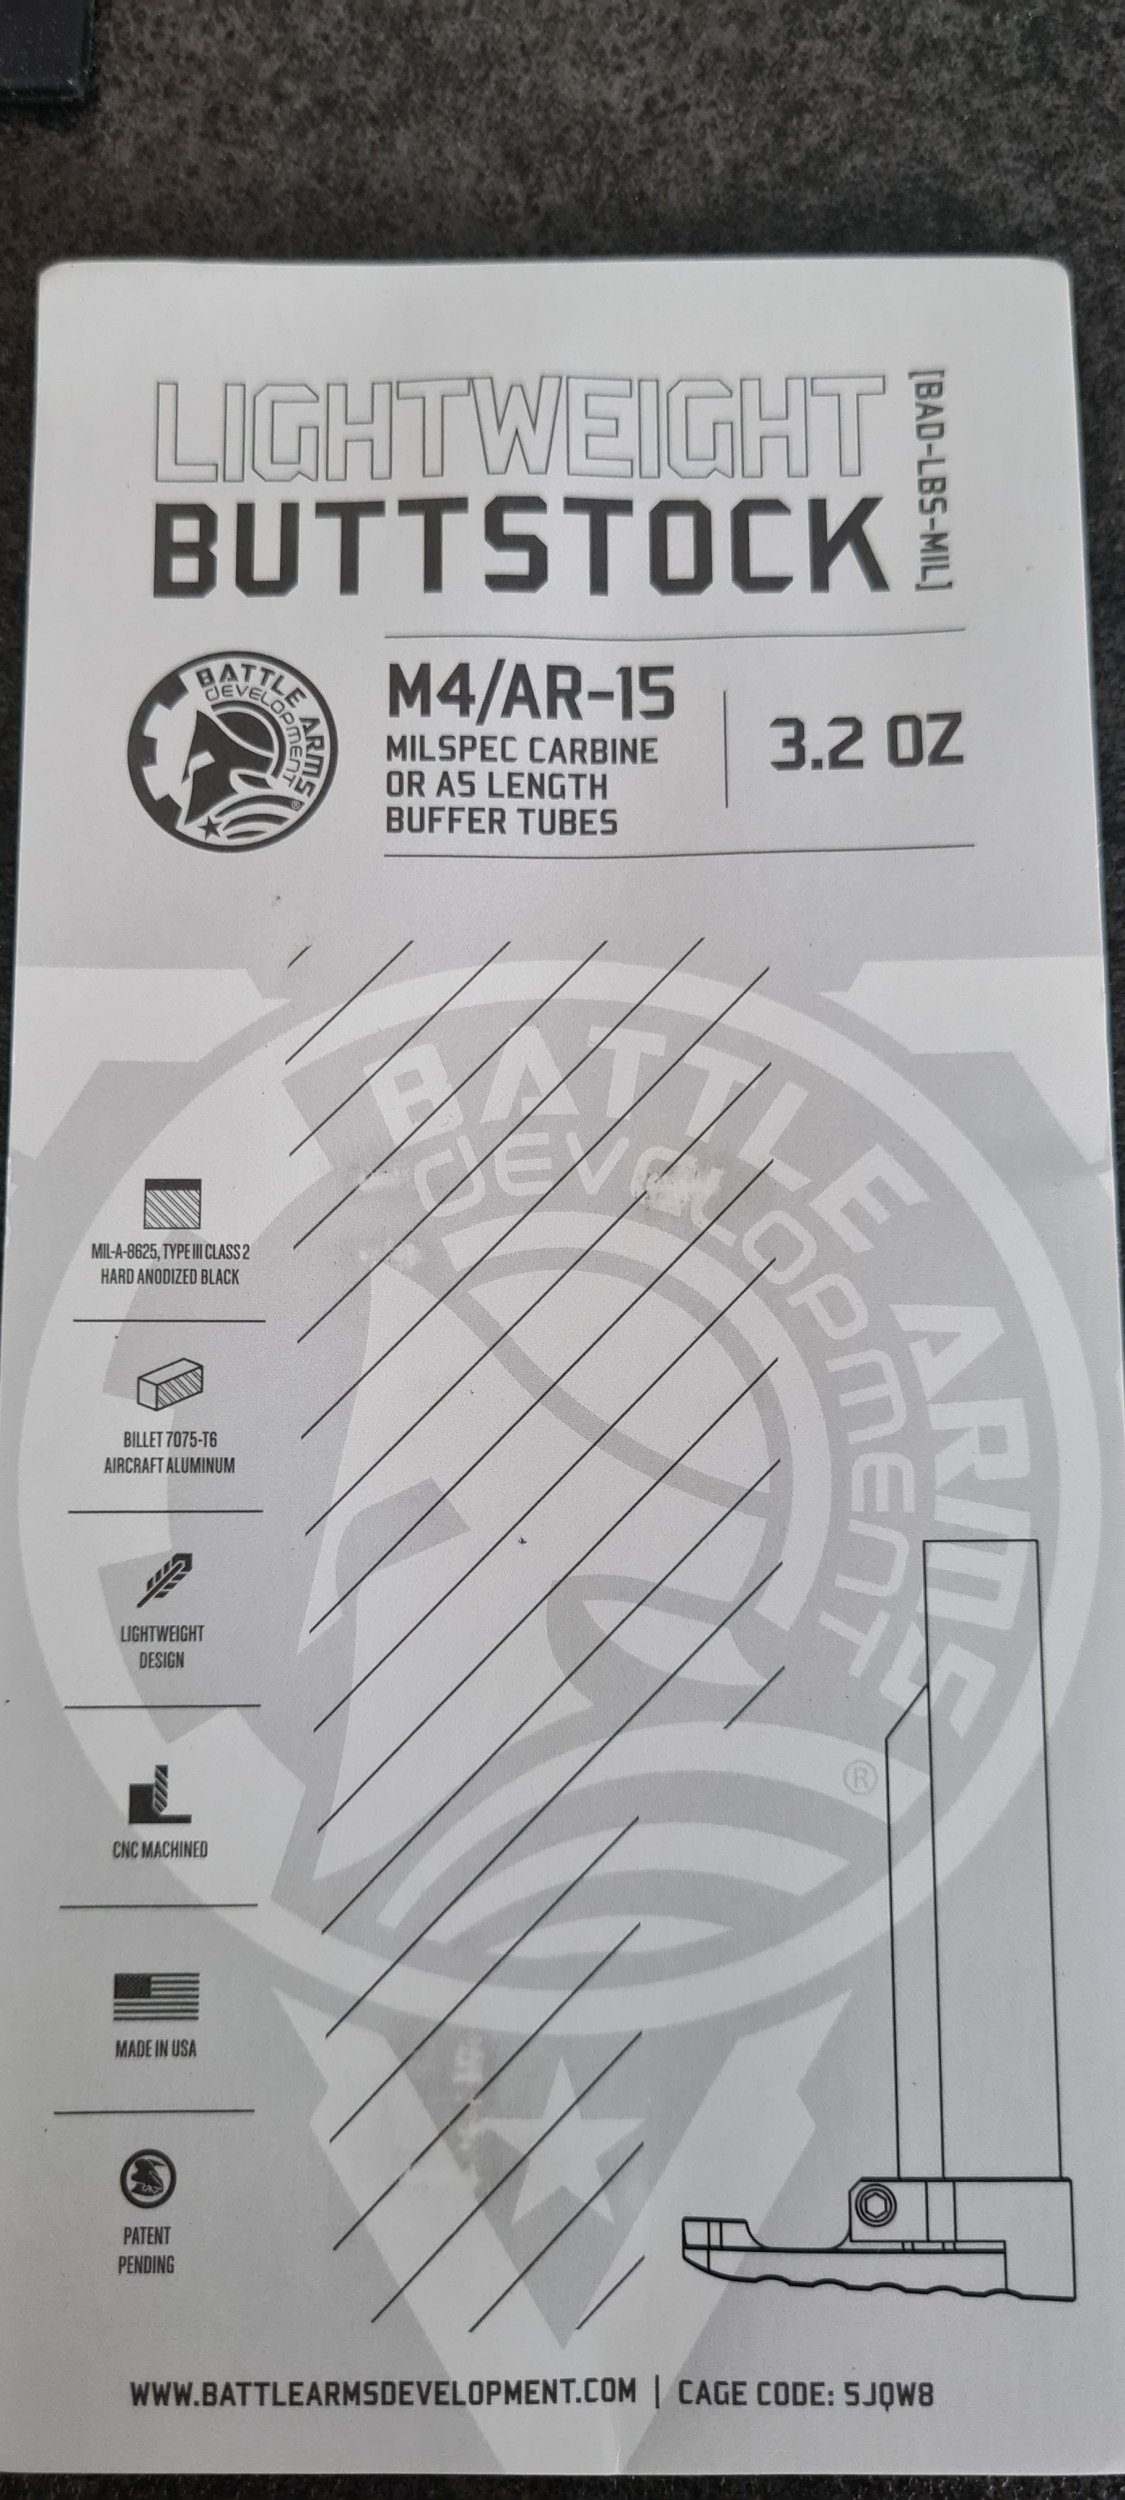 LIGHTWEIGHT
BUTTSTOCK
[BAD-LBS-MIL]
BATTLE ARMS
DEVELOPMENT
®
M4/AR-15
MILSPEC CARBINE
OR A5 LENGTH
BUFFER TUBES
3.2 OZ
BATTLE ARMS
DEVELOPMENT
®
MIL-A-8625, TYPE III CLASS 2
HARD ANODIZED BLACK
BILLET 7075-T6
AIRCRAFT ALUMINUM
LIGHTWEIGHT
DESIGN
CNC MACHINED
MADE IN USA
PATENT
PENDING
WWW.BATTLEARMSDEVELOPMENT.COM | CAGE CODE: 5JQW8